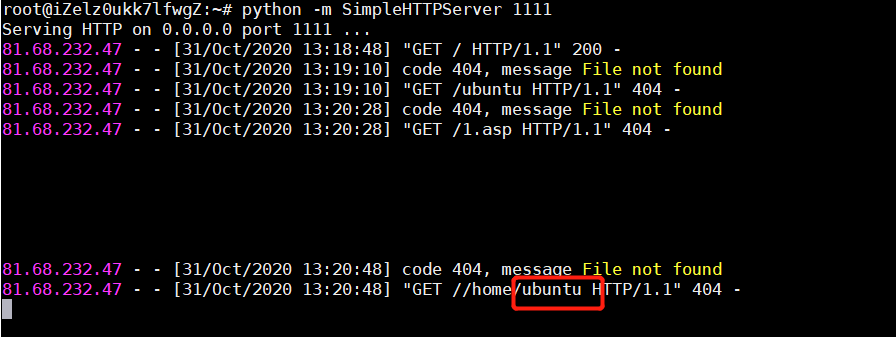 root@iZelz0ukk7lfwgZ:~# python -m SimpleHTTPServer 1111
Serving HTTP on 0.0.0.0 port 1111 ...
81.68.232.47 - - [31/Oct/2020 13:18:48] "GET / HTTP/1.1" 200 -
81.68.232.47 - - [31/Oct/2020 13:19:10] code 404, message File not found
81.68.232.47 - - [31/Oct/2020 13:19:10] "GET /ubuntu HTTP/1.1" 404 -
81.68.232.47 - - [31/Oct/2020 13:20:28] code 404, message File not found
81.68.232.47 - - [31/Oct/2020 13:20:28] "GET /1.asp HTTP/1.1" 404 -
81.68.232.47 - - [31/Oct/2020 13:20:48] code 404, message File not found
81.68.232.47 - - [31/Oct/2020 13:20:48] "GET //home/ubuntu HTTP/1.1" 404 -